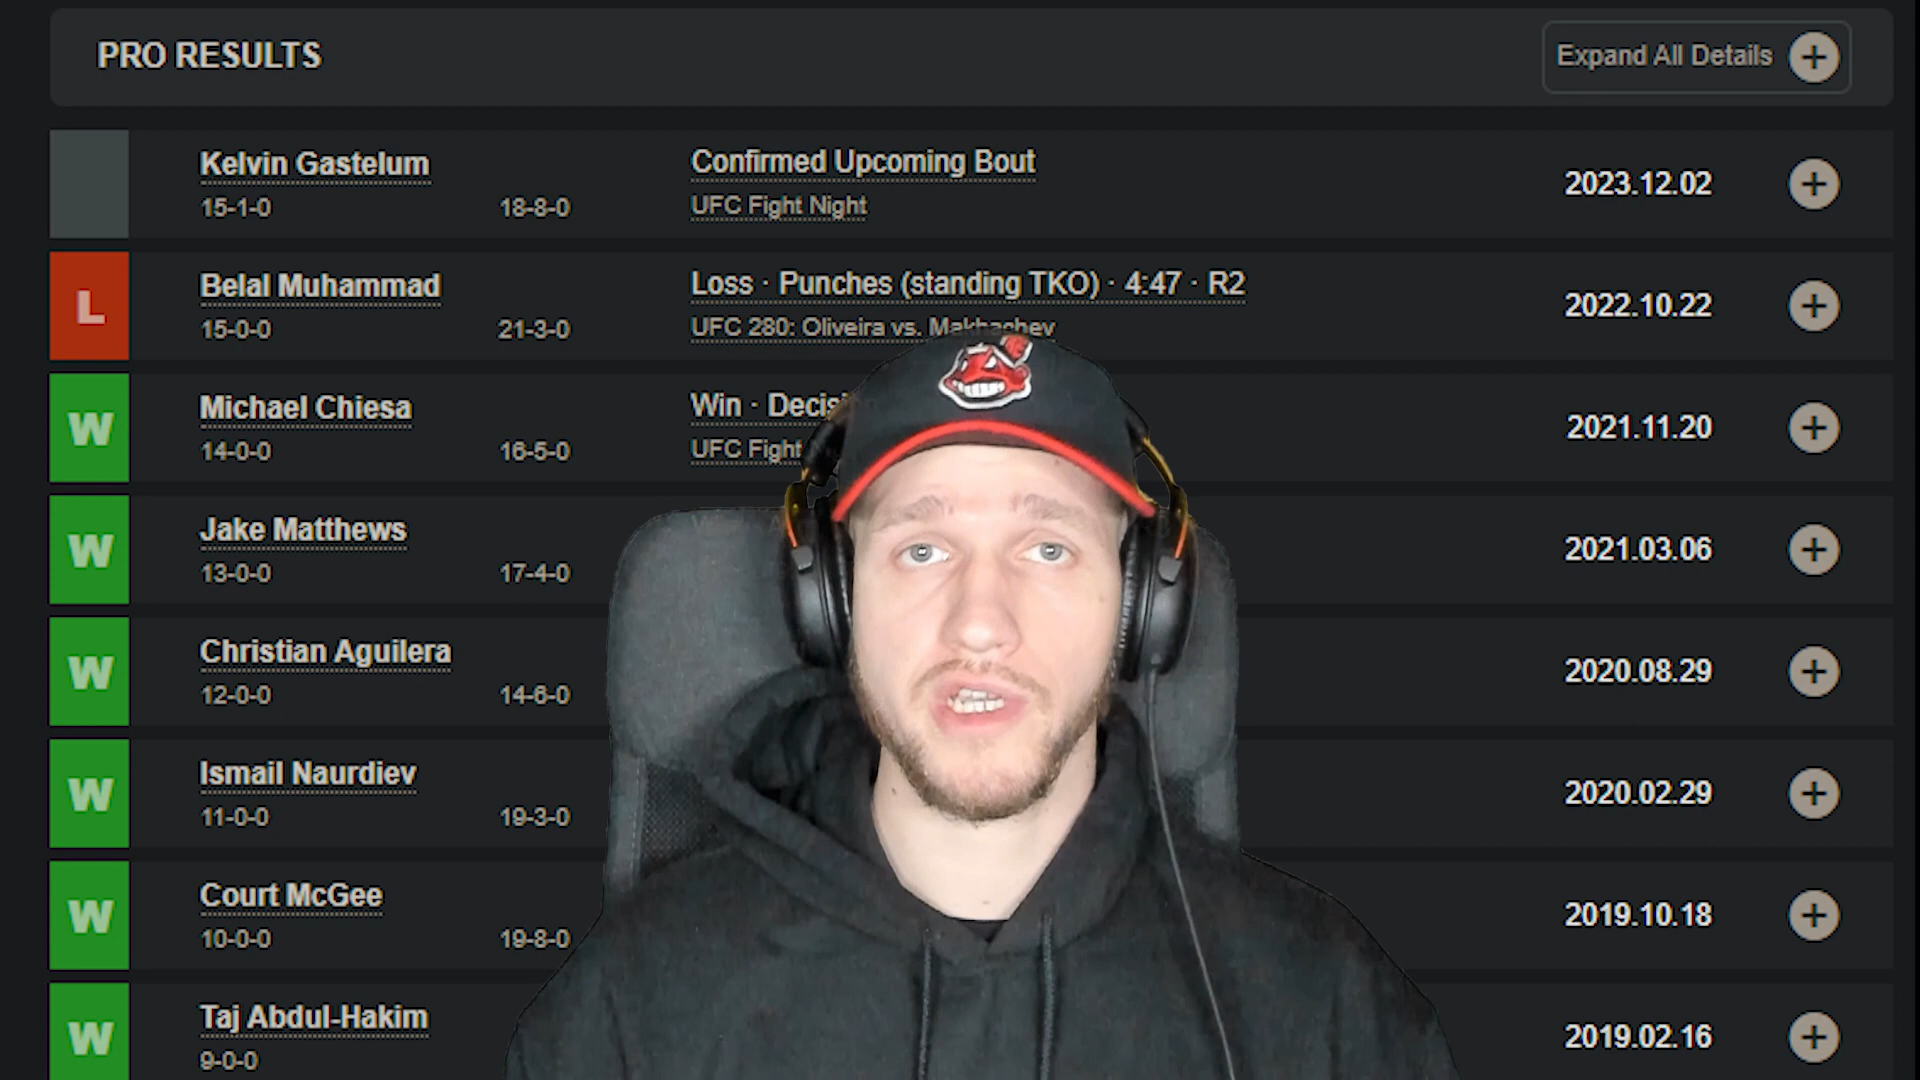 PRO RESULTS
Expand All Details
Kelvin Gastelum
15-1-0
18-8-0
Confirmed Upcoming Bout
UFC Fight Night
2023.12.02
L
Belal Muhammad
15-0-0
21-3-0
Loss · Punches (standing TKO) · 4:47 · R2
UFC 280: Oliveira vs. Makhachev
2022.10.22
W
Michael Chiesa
14-0-0
16-5-0
Win ·
UFC Fight
2021.11.20
W
Jake Matthews
13-0-0
17-4-0
2021.03.06
W
Christian Aguilera
12-0-0
14-6-0
2020.08.29
W
Ismail Naurdiev
11-0-0
19-3-0
2020.02.29
W
Court McGee
10-0-0
19-8-0
2019.10.18
W
Taj Abdul-Hakim
9-0-0
2019.02.16